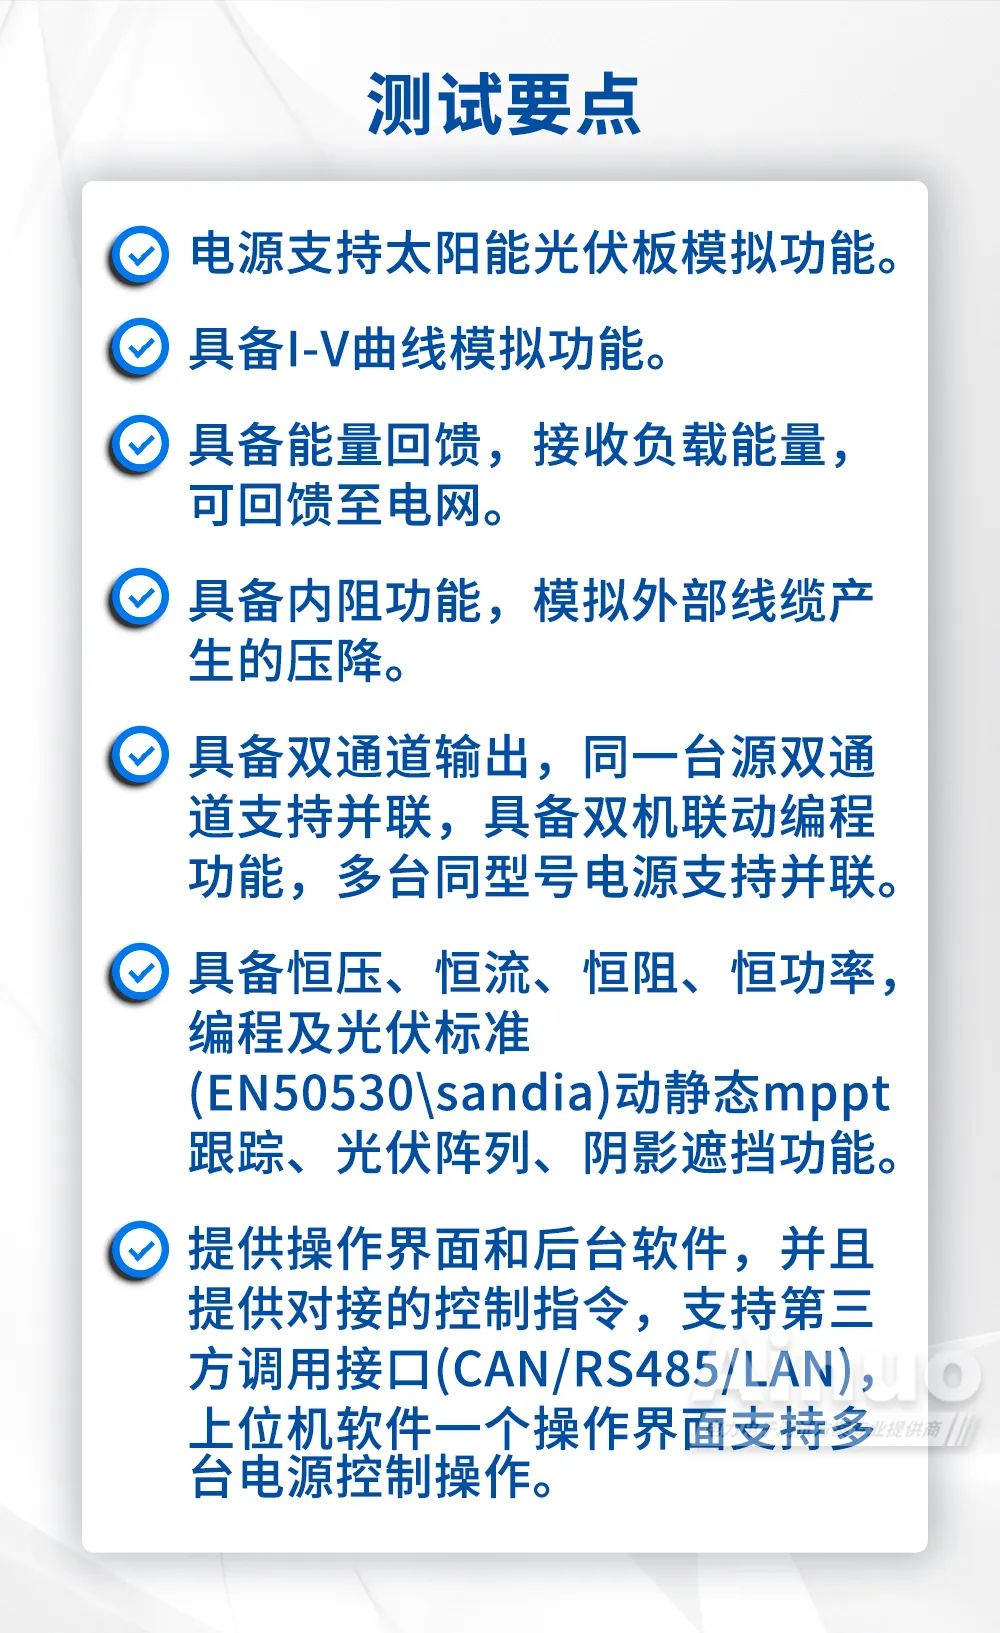 测试要点
电源支持太阳能光伏板模拟功能。
具备I-V曲线模拟功能。
具备能量回馈，接收负载能量，
可回馈至电网。
具备内阻功能，模拟外部线缆产
生的压降。
具备双通道输出，同一台源双通
道支持并联，具备双机联动编程
功能，多台同型号电源支持并联。
具备恒压、恒流、恒阻、恒功率，
编程及光伏标准
(EN50530\sandia)动静态mppt
跟踪、光伏阵列、阴影遮挡功能。
提供操作界面和后台软件，并且
提供对接的控制指令，支持第三
方调用接口(CAN/RS485/LAN)，
上位机软件一个操作界面支持多
台电源控制操作。
Ainuo